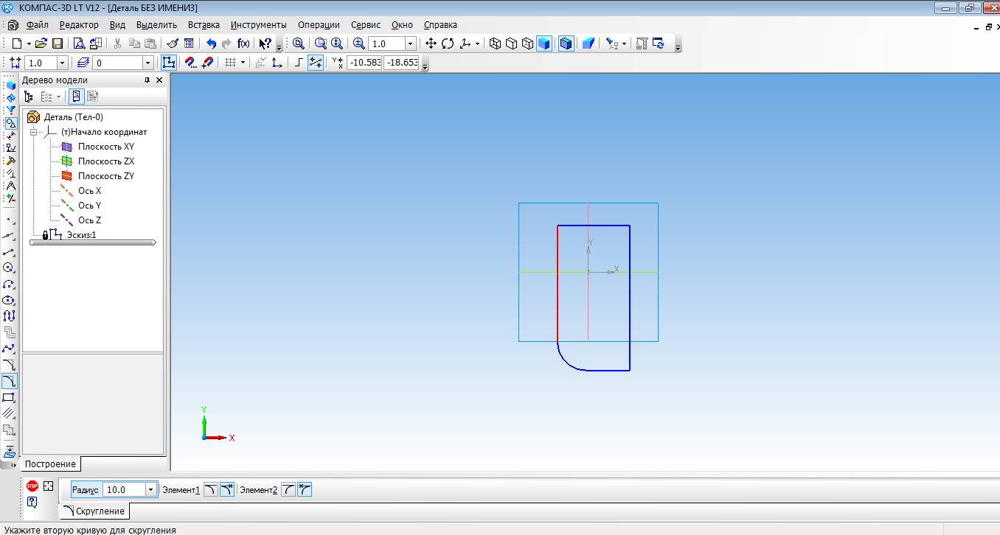 КОМПАС-3D LT V12 - [Деталь БЕЗ ИМЕНИ3]
Файл Редактор Вид Выделить Вставка Инструменты Операции Сервис Окно Справка
f(x) 1.0
1.0 0 -10.583 -18.653
Дерево модели
Деталь (Тел-0)
(т)Начало координат
Плоскость XY
Плоскость ZX
Плоскость ZY
Ось X
Ось Y
Ось Z
Эскиз:1
Y
X
Y
X
Построение
STOP Радиус 10.0 Элемент1 Элемент2
Скругление
Укажите вторую кривую для скругления